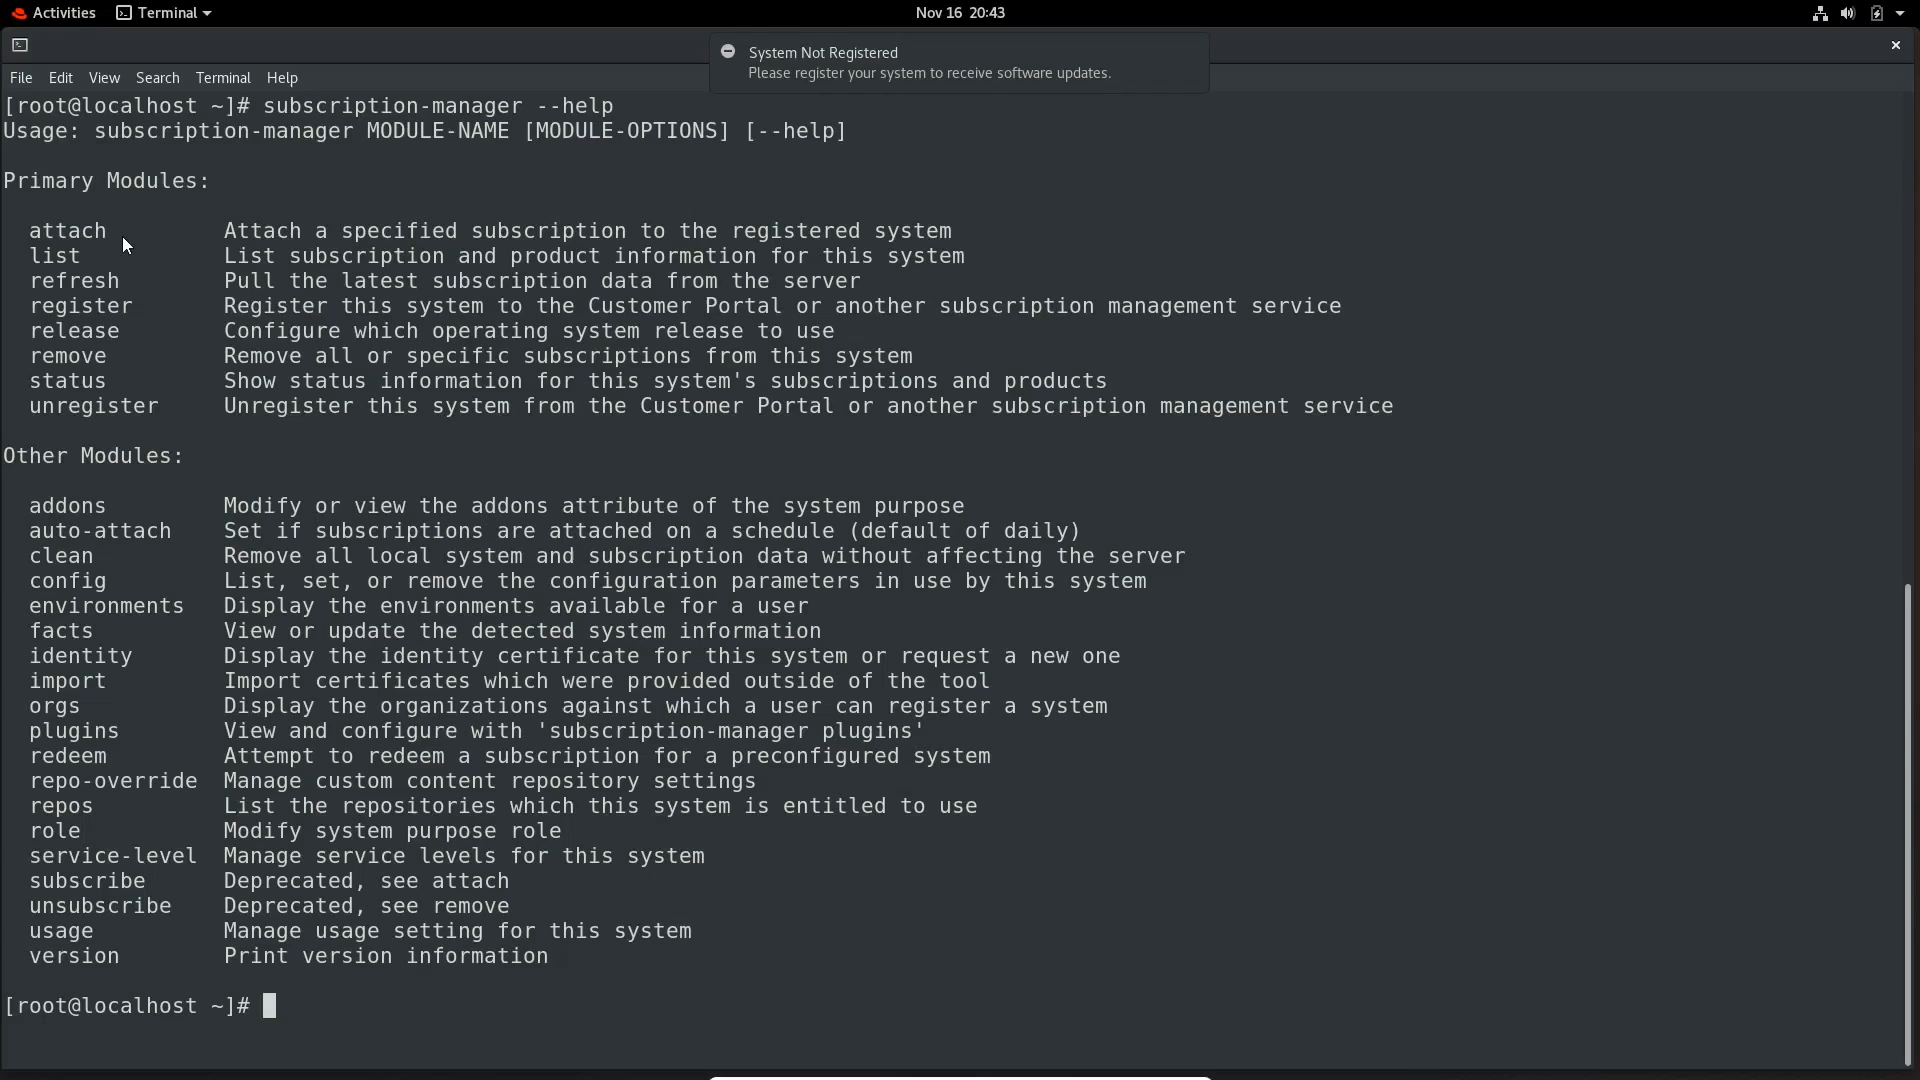 Activities Terminal Nov 16 20:43
System Not Registered
Please register your system to receive software updates.
File Edit View Search Terminal Help
[root@localhost ~]# subscription-manager --help
Usage: subscription-manager MODULE-NAME [MODULE-OPTIONS] [--help]
Primary Modules:
attach Attach a specified subscription to the registered system
list List subscription and product information for this system
refresh Pull the latest subscription data from the server
register Register this system to the Customer Portal or another subscription management service
release Configure which operating system release to use
remove Remove all or specific subscriptions from this system
status Show status information for this system's subscriptions and products
unregister Unregister this system from the Customer Portal or another subscription management service
Other Modules:
addons Modify or view the addons attribute of the system purpose
auto-attach Set if subscriptions are attached on a schedule (default of daily)
clean Remove all local system and subscription data without affecting the server
config List, set, or remove the configuration parameters in use by this system
environments Display the environments available for a user
facts View or update the detected system information
identity Display the identity certificate for this system or request a new one
import Import certificates which were provided outside of the tool
orgs Display the organizations against which a user can register a system
plugins View and configure with 'subscription-manager plugins'
redeem Attempt to redeem a subscription for a preconfigured system
repo-override Manage custom content repository settings
repos List the repositories which this system is entitled to use
role Modify system purpose role
service-level Manage service levels for this system
subscribe Deprecated, see attach
unsubscribe Deprecated, see remove
usage Manage usage setting for this system
version Print version information
[root@localhost ~]#